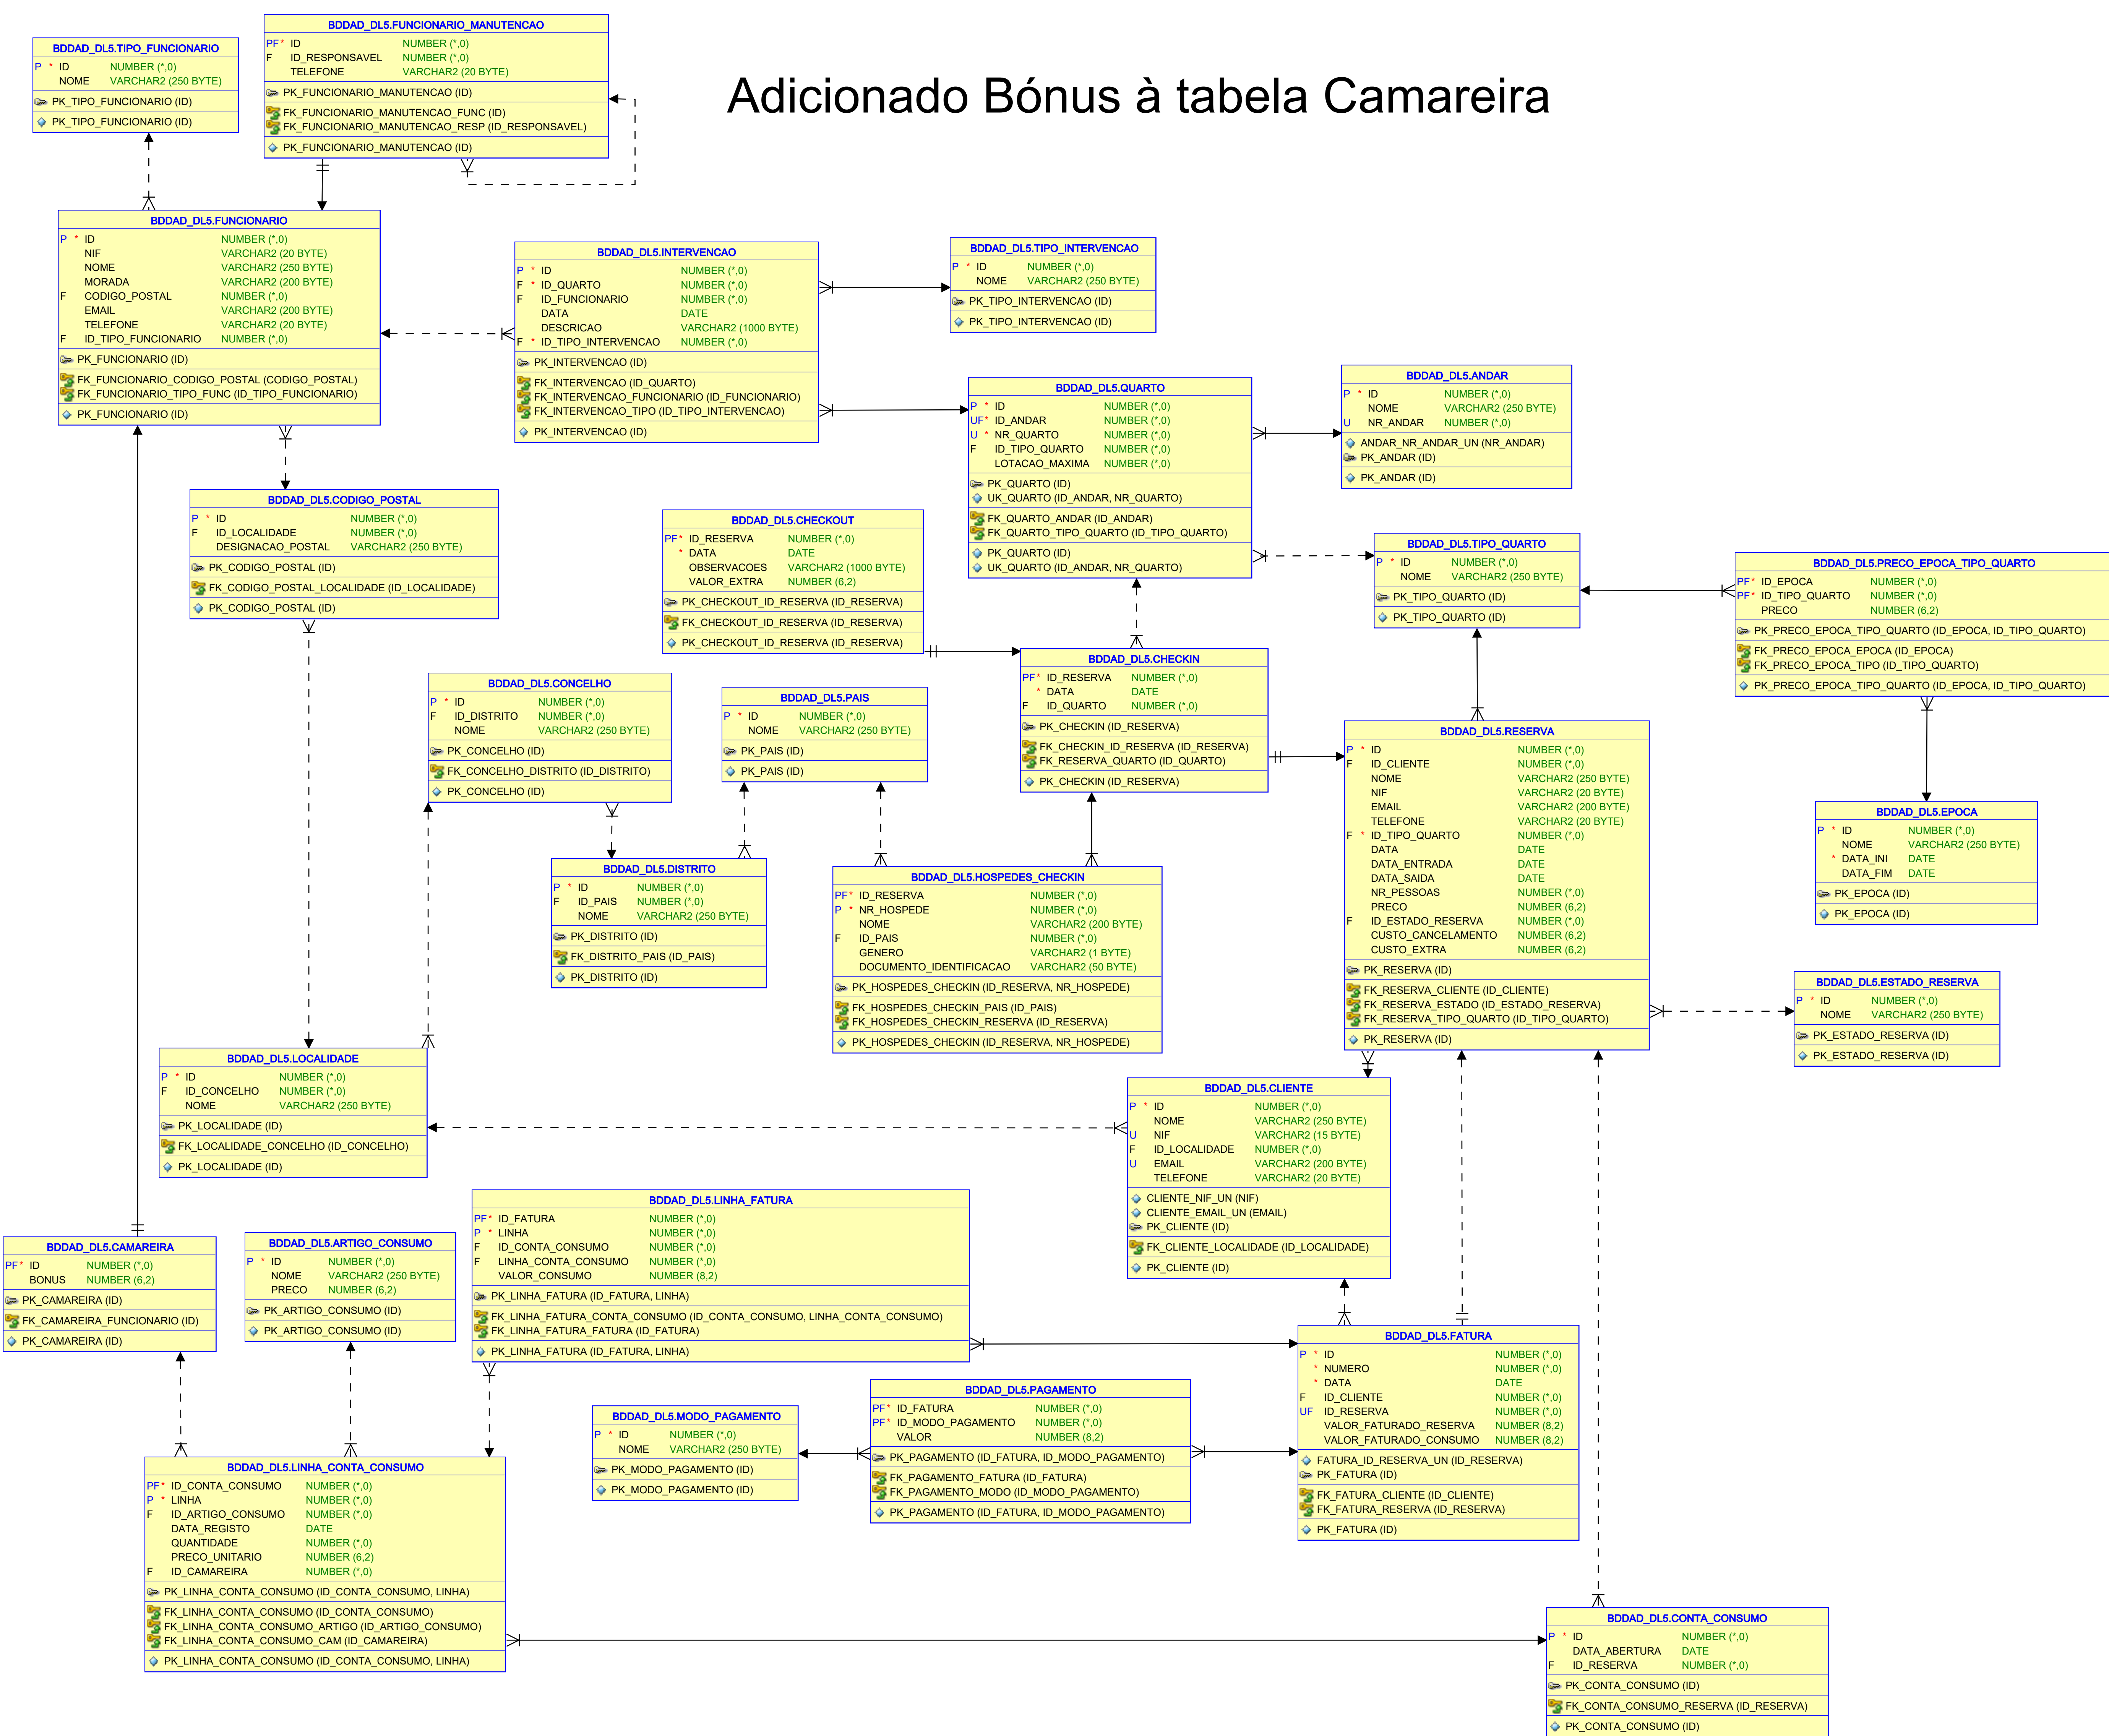 Adicionado Bónus à tabela Camareira
BDDAD_DL5.TIPO_FUNCIONARIO
P * ID NUMBER (*,0)
NOME VARCHAR2 (250 BYTE)
PK_TIPO_FUNCIONARIO (ID)
PK_TIPO_FUNCIONARIO (ID)
BDDAD_DL5.FUNCIONARIO_MANUTENCAO
PF* ID NUMBER (*,0)
F ID_RESPONSAVEL NUMBER (*,0)
TELEFONE VARCHAR2 (20 BYTE)
PK_FUNCIONARIO_MANUTENCAO (ID)
FK_FUNCIONARIO_MANUTENCAO_FUNC (ID)
FK_FUNCIONARIO_MANUTENCAO_RESP (ID_RESPONSAVEL)
PK_FUNCIONARIO_MANUTENCAO (ID)
BDDAD_DL5.FUNCIONARIO
P * ID NUMBER (*,0)
NIF VARCHAR2 (20 BYTE)
NOME VARCHAR2 (250 BYTE)
MORADA VARCHAR2 (200 BYTE)
F CODIGO_POSTAL NUMBER (*,0)
EMAIL VARCHAR2 (200 BYTE)
TELEFONE VARCHAR2 (20 BYTE)
F ID_TIPO_FUNCIONARIO NUMBER (*,0)
PK_FUNCIONARIO (ID)
FK_FUNCIONARIO_CODIGO_POSTAL (CODIGO_POSTAL)
FK_FUNCIONARIO_TIPO_FUNC (ID_TIPO_FUNCIONARIO)
PK_FUNCIONARIO (ID)
BDDAD_DL5.INTERVENCAO
P * ID NUMBER (*,0)
F * ID_QUARTO NUMBER (*,0)
F ID_FUNCIONARIO NUMBER (*,0)
DATA DATE
DESCRICAO VARCHAR2 (1000 BYTE)
F * ID_TIPO_INTERVENCAO NUMBER (*,0)
PK_INTERVENCAO (ID)
FK_INTERVENCAO (ID_QUARTO)
FK_INTERVENCAO_FUNCIONARIO (ID_FUNCIONARIO)
FK_INTERVENCAO_TIPO (ID_TIPO_INTERVENCAO)
PK_INTERVENCAO (ID)
BDDAD_DL5.TIPO_INTERVENCAO
P * ID NUMBER (*,0)
NOME VARCHAR2 (250 BYTE)
PK_TIPO_INTERVENCAO (ID)
PK_TIPO_INTERVENCAO (ID)
BDDAD_DL5.QUARTO
P * ID NUMBER (*,0)
UF* ID_ANDAR NUMBER (*,0)
U * NR_QUARTO NUMBER (*,0)
F ID_TIPO_QUARTO NUMBER (*,0)
LOTACAO_MAXIMA NUMBER (*,0)
PK_QUARTO (ID)
UK_QUARTO (ID_ANDAR, NR_QUARTO)
FK_QUARTO_ANDAR (ID_ANDAR)
FK_QUARTO_TIPO_QUARTO (ID_TIPO_QUARTO)
PK_QUARTO (ID)
UK_QUARTO (ID_ANDAR, NR_QUARTO)
BDDAD_DL5.ANDAR
P * ID NUMBER (*,0)
NOME VARCHAR2 (250 BYTE)
U NR_ANDAR NUMBER (*,0)
ANDAR_NR_ANDAR_UN (NR_ANDAR)
PK_ANDAR (ID)
PK_ANDAR (ID)
BDDAD_DL5.CODIGO_POSTAL
P * ID NUMBER (*,0)
F ID_LOCALIDADE NUMBER (*,0)
DESIGNACAO_POSTAL VARCHAR2 (250 BYTE)
PK_CODIGO_POSTAL (ID)
FK_CODIGO_POSTAL_LOCALIDADE (ID_LOCALIDADE)
PK_CODIGO_POSTAL (ID)
BDDAD_DL5.CHECKOUT
PF* ID_RESERVA NUMBER (*,0)
* DATA DATE
OBSERVACOES VARCHAR2 (1000 BYTE)
VALOR_EXTRA NUMBER (6,2)
PK_CHECKOUT_ID_RESERVA (ID_RESERVA)
FK_CHECKOUT_ID_RESERVA (ID_RESERVA)
PK_CHECKOUT_ID_RESERVA (ID_RESERVA)
BDDAD_DL5.TIPO_QUARTO
P * ID NUMBER (*,0)
NOME VARCHAR2 (250 BYTE)
PK_TIPO_QUARTO (ID)
PK_TIPO_QUARTO (ID)
BDDAD_DL5.PRECO_EPOCA_TIPO_QUARTO
PF* ID_EPOCA NUMBER (*,0)
PF* ID_TIPO_QUARTO NUMBER (*,0)
PRECO NUMBER (6,2)
PK_PRECO_EPOCA_TIPO_QUARTO (ID_EPOCA, ID_TIPO_QUARTO)
FK_PRECO_EPOCA_EPOCA (ID_EPOCA)
FK_PRECO_EPOCA_TIPO (ID_TIPO_QUARTO)
PK_PRECO_EPOCA_TIPO_QUARTO (ID_EPOCA, ID_TIPO_QUARTO)
BDDAD_DL5.CHECKIN
PF* ID_RESERVA NUMBER (*,0)
* DATA DATE
F ID_QUARTO NUMBER (*,0)
PK_CHECKIN (ID_RESERVA)
FK_CHECKIN_ID_RESERVA (ID_RESERVA)
FK_RESERVA_QUARTO (ID_QUARTO)
PK_CHECKIN (ID_RESERVA)
BDDAD_DL5.CONCELHO
P * ID NUMBER (*,0)
F ID_DISTRITO NUMBER (*,0)
NOME VARCHAR2 (250 BYTE)
PK_CONCELHO (ID)
FK_CONCELHO_DISTRITO (ID_DISTRITO)
PK_CONCELHO (ID)
BDDAD_DL5.PAIS
P * ID NUMBER (*,0)
NOME VARCHAR2 (250 BYTE)
PK_PAIS (ID)
PK_PAIS (ID)
BDDAD_DL5.RESERVA
P * ID NUMBER (*,0)
F ID_CLIENTE NUMBER (*,0)
NOME VARCHAR2 (250 BYTE)
NIF VARCHAR2 (20 BYTE)
EMAIL VARCHAR2 (200 BYTE)
TELEFONE VARCHAR2 (20 BYTE)
F * ID_TIPO_QUARTO NUMBER (*,0)
DATA DATE
DATA_ENTRADA DATE
DATA_SAIDA DATE
NR_PESSOAS NUMBER (*,0)
PRECO NUMBER (6,2)
F ID_ESTADO_RESERVA NUMBER (*,0)
CUSTO_CANCELAMENTO NUMBER (6,2)
CUSTO_EXTRA NUMBER (6,2)
PK_RESERVA (ID)
FK_RESERVA_CLIENTE (ID_CLIENTE)
FK_RESERVA_ESTADO (ID_ESTADO_RESERVA)
FK_RESERVA_TIPO_QUARTO (ID_TIPO_QUARTO)
PK_RESERVA (ID)
BDDAD_DL5.EPOCA
P * ID NUMBER (*,0)
NOME VARCHAR2 (250 BYTE)
* DATA_INI DATE
DATA_FIM DATE
PK_EPOCA (ID)
PK_EPOCA (ID)
BDDAD_DL5.DISTRITO
P * ID NUMBER (*,0)
F ID_PAIS NUMBER (*,0)
NOME VARCHAR2 (250 BYTE)
PK_DISTRITO (ID)
FK_DISTRITO_PAIS (ID_PAIS)
PK_DISTRITO (ID)
BDDAD_DL5.HOSPEDES_CHECKIN
PF* ID_RESERVA NUMBER (*,0)
P * NR_HOSPEDE NUMBER (*,0)
NOME VARCHAR2 (200 BYTE)
F ID_PAIS NUMBER (*,0)
GENERO VARCHAR2 (1 BYTE)
DOCUMENTO_IDENTIFICACAO VARCHAR2 (50 BYTE)
PK_HOSPEDES_CHECKIN (ID_RESERVA, NR_HOSPEDE)
FK_HOSPEDES_CHECKIN_PAIS (ID_PAIS)
FK_HOSPEDES_CHECKIN_RESERVA (ID_RESERVA)
PK_HOSPEDES_CHECKIN (ID_RESERVA, NR_HOSPEDE)
BDDAD_DL5.ESTADO_RESERVA
P * ID NUMBER (*,0)
NOME VARCHAR2 (250 BYTE)
PK_ESTADO_RESERVA (ID)
PK_ESTADO_RESERVA (ID)
BDDAD_DL5.LOCALIDADE
P * ID NUMBER (*,0)
F ID_CONCELHO NUMBER (*,0)
NOME VARCHAR2 (250 BYTE)
PK_LOCALIDADE (ID)
FK_LOCALIDADE_CONCELHO (ID_CONCELHO)
PK_LOCALIDADE (ID)
BDDAD_DL5.CLIENTE
P * ID NUMBER (*,0)
NOME VARCHAR2 (250 BYTE)
U NIF VARCHAR2 (15 BYTE)
F ID_LOCALIDADE NUMBER (*,0)
U EMAIL VARCHAR2 (200 BYTE)
TELEFONE VARCHAR2 (20 BYTE)
CLIENTE_NIF_UN (NIF)
CLIENTE_EMAIL_UN (EMAIL)
PK_CLIENTE (ID)
FK_CLIENTE_LOCALIDADE (ID_LOCALIDADE)
PK_CLIENTE (ID)
BDDAD_DL5.LINHA_FATURA
PF* ID_FATURA NUMBER (*,0)
P * LINHA NUMBER (*,0)
F ID_CONTA_CONSUMO NUMBER (*,0)
F LINHA_CONTA_CONSUMO NUMBER (*,0)
VALOR_CONSUMO NUMBER (8,2)
PK_LINHA_FATURA (ID_FATURA, LINHA)
FK_LINHA_FATURA_CONTA_CONSUMO (ID_CONTA_CONSUMO, LINHA_CONTA_CONSUMO)
FK_LINHA_FATURA_FATURA (ID_FATURA)
PK_LINHA_FATURA (ID_FATURA, LINHA)
BDDAD_DL5.CAMAREIRA
PF* ID NUMBER (*,0)
BONUS NUMBER (6,2)
PK_CAMAREIRA (ID)
FK_CAMAREIRA_FUNCIONARIO (ID)
PK_CAMAREIRA (ID)
BDDAD_DL5.ARTIGO_CONSUMO
P * ID NUMBER (*,0)
NOME VARCHAR2 (250 BYTE)
PRECO NUMBER (6,2)
PK_ARTIGO_CONSUMO (ID)
PK_ARTIGO_CONSUMO (ID)
BDDAD_DL5.FATURA
P * ID NUMBER (*,0)
* NUMERO NUMBER (*,0)
* DATA DATE
F ID_CLIENTE NUMBER (*,0)
UF ID_RESERVA NUMBER (*,0)
VALOR_FATURADO_RESERVA NUMBER (8,2)
VALOR_FATURADO_CONSUMO NUMBER (8,2)
FATURA_ID_RESERVA_UN (ID_RESERVA)
PK_FATURA (ID)
FK_FATURA_CLIENTE (ID_CLIENTE)
FK_FATURA_RESERVA (ID_RESERVA)
PK_FATURA (ID)
BDDAD_DL5.MODO_PAGAMENTO
P * ID NUMBER (*,0)
NOME VARCHAR2 (250 BYTE)
PK_MODO_PAGAMENTO (ID)
PK_MODO_PAGAMENTO (ID)
BDDAD_DL5.PAGAMENTO
PF* ID_FATURA NUMBER (*,0)
PF* ID_MODO_PAGAMENTO NUMBER (*,0)
VALOR NUMBER (8,2)
PK_PAGAMENTO (ID_FATURA, ID_MODO_PAGAMENTO)
FK_PAGAMENTO_FATURA (ID_FATURA)
FK_PAGAMENTO_MODO (ID_MODO_PAGAMENTO)
PK_PAGAMENTO (ID_FATURA, ID_MODO_PAGAMENTO)
BDDAD_DL5.LINHA_CONTA_CONSUMO
PF* ID_CONTA_CONSUMO NUMBER (*,0)
P * LINHA NUMBER (*,0)
F ID_ARTIGO_CONSUMO NUMBER (*,0)
DATA_REGISTO DATE
QUANTIDADE NUMBER (*,0)
PRECO_UNITARIO NUMBER (6,2)
F ID_CAMAREIRA NUMBER (*,0)
PK_LINHA_CONTA_CONSUMO (ID_CONTA_CONSUMO, LINHA)
FK_LINHA_CONTA_CONSUMO (ID_CONTA_CONSUMO)
FK_LINHA_CONTA_CONSUMO_ARTIGO (ID_ARTIGO_CONSUMO)
FK_LINHA_CONTA_CONSUMO_CAM (ID_CAMAREIRA)
PK_LINHA_CONTA_CONSUMO (ID_CONTA_CONSUMO, LINHA)
BDDAD_DL5.CONTA_CONSUMO
P * ID NUMBER (*,0)
DATA_ABERTURA DATE
F ID_RESERVA NUMBER (*,0)
PK_CONTA_CONSUMO (ID)
FK_CONTA_CONSUMO_RESERVA (ID_RESERVA)
PK_CONTA_CONSUMO (ID)